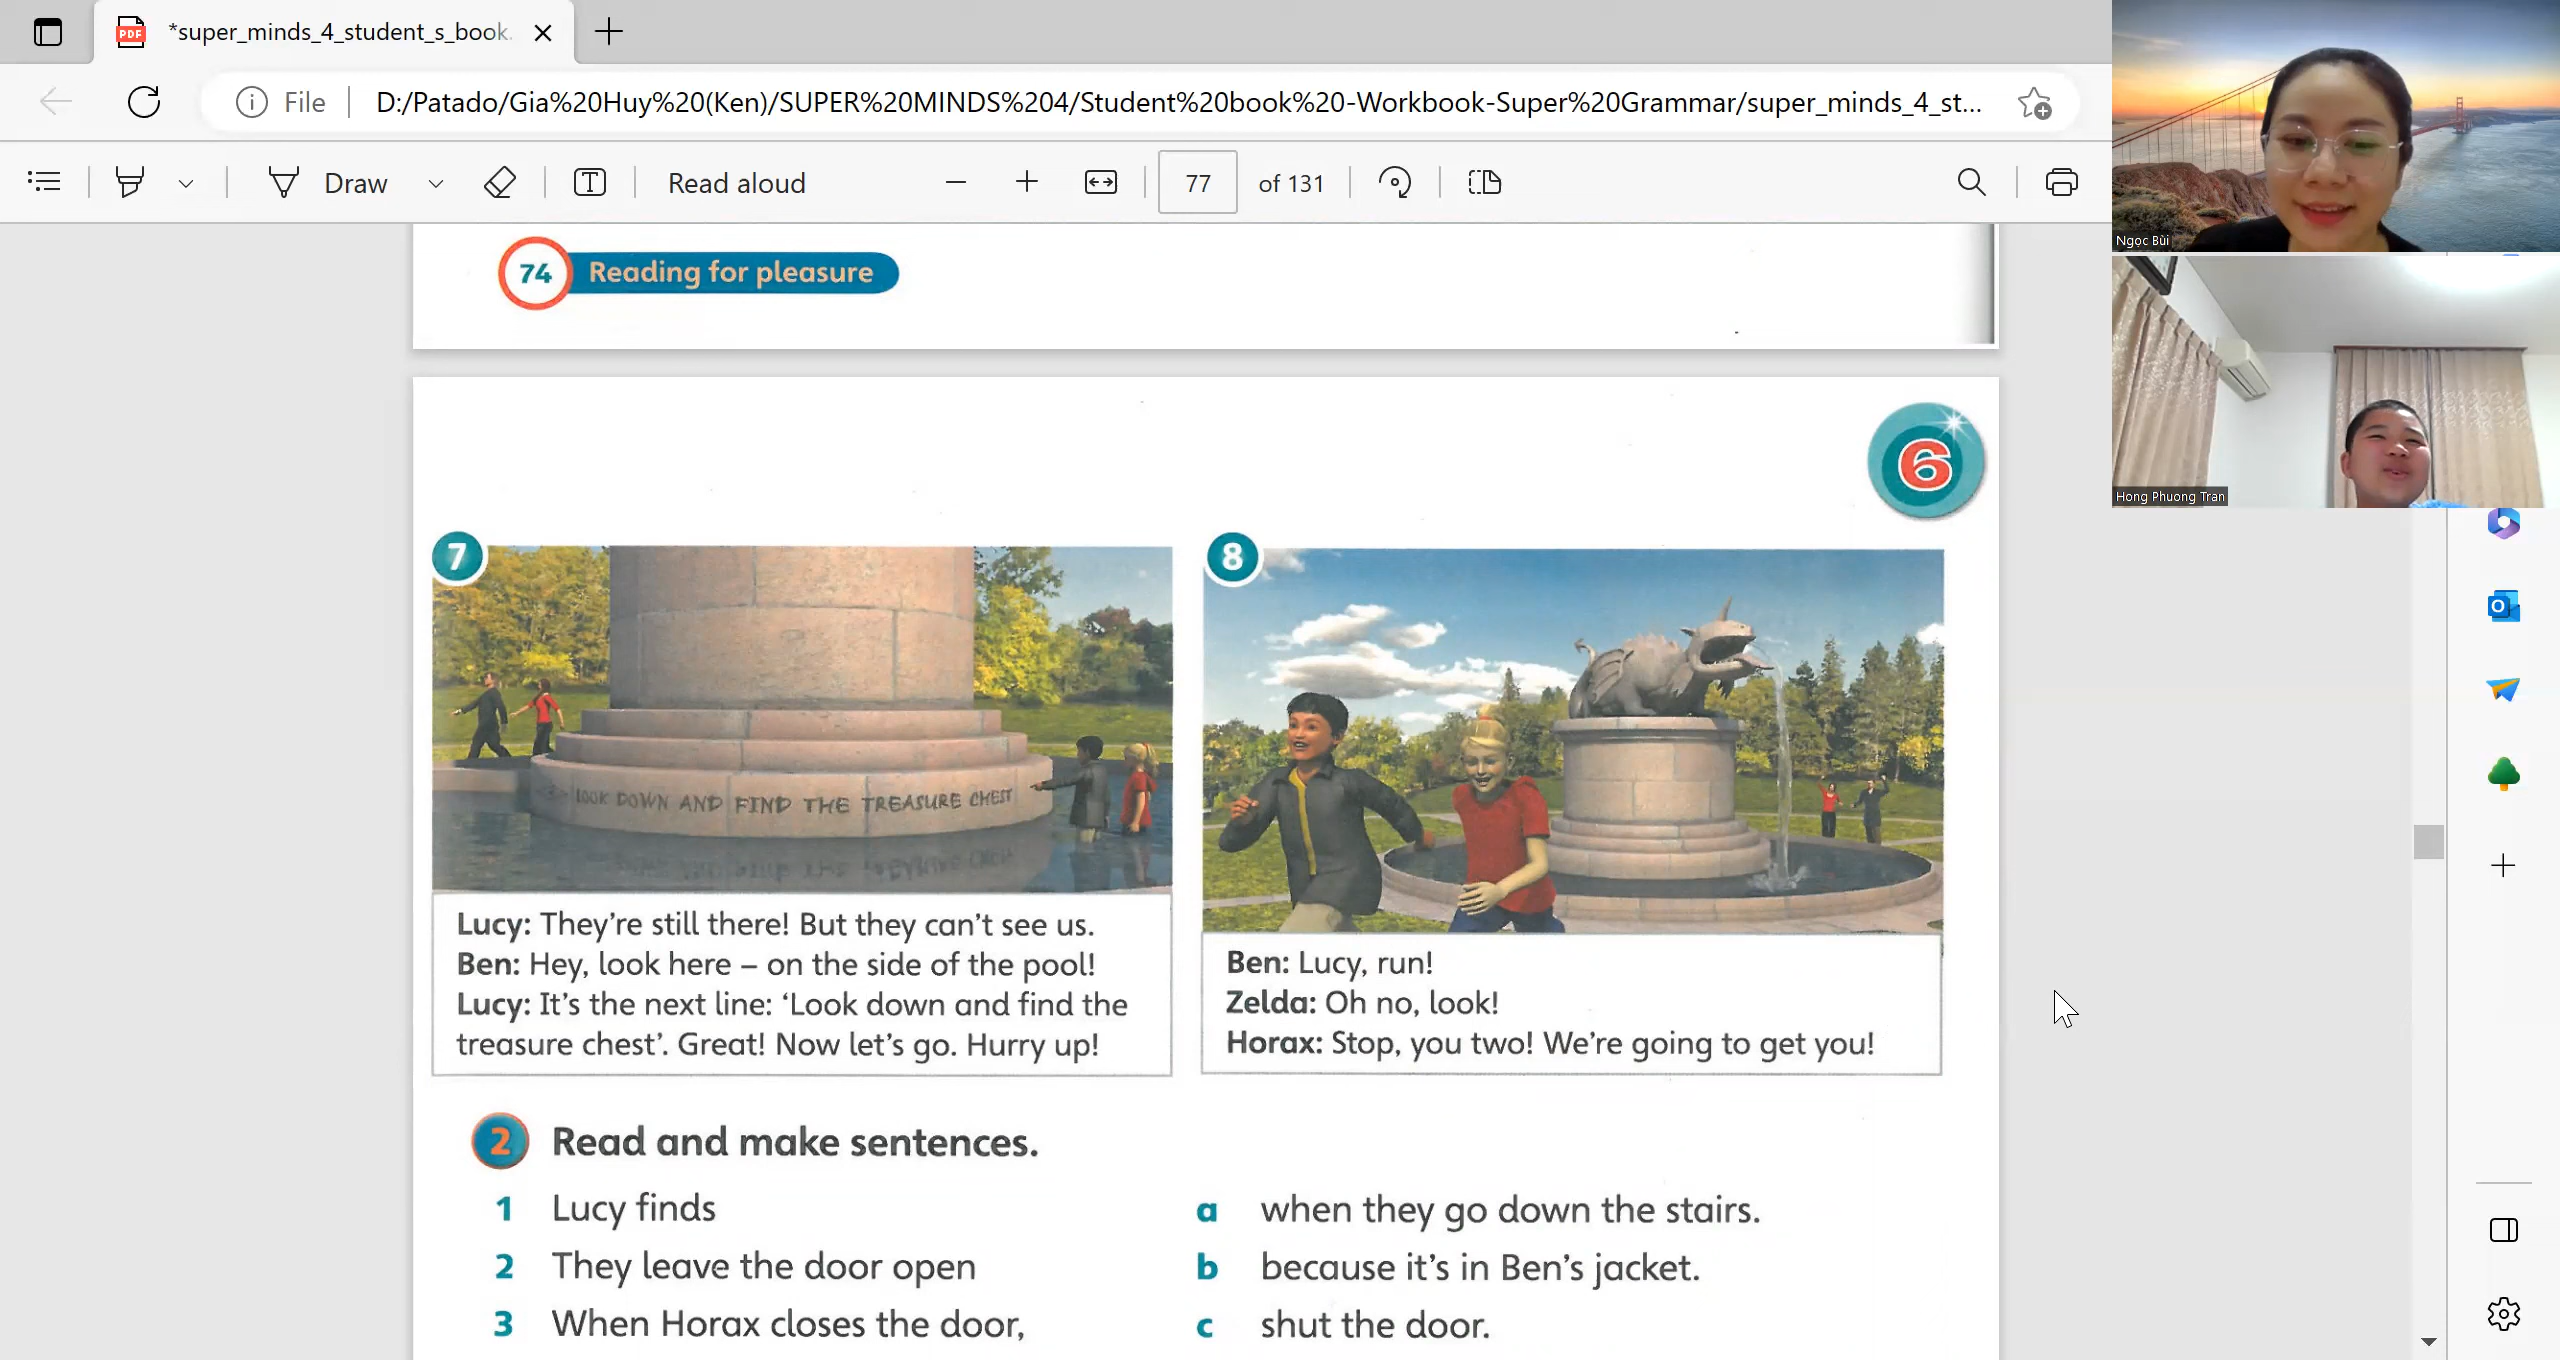 *super_minds_4_student_s_book.
File
D:/Patado/Gia%20Huy%20(Ken)/SUPER%20MINDS%204/Student%20book%20-Workbook-Super%20Grammar/super_minds_4_st...
Draw
Read aloud
77
of 131
Ngọc Bùi
Hong Phuong Tran
74
Reading for pleasure
6
7
LOOK DOWN AND FIND THE TREASURE CHEST
Lucy: They're still there! But they can't see us.
Ben: Hey, look here – on the side of the pool!
Lucy: It's the next line: 'Look down and find the
treasure chest'. Great! Now let's go. Hurry up!
8
Ben: Lucy, run!
Zelda: Oh no, look!
Horax: Stop, you two! We're going to get you!
2 Read and make sentences.
1 Lucy finds
2 They leave the door open
3 When Horax closes the door,
a when they go down the stairs.
b because it's in Ben's jacket.
c shut the door.